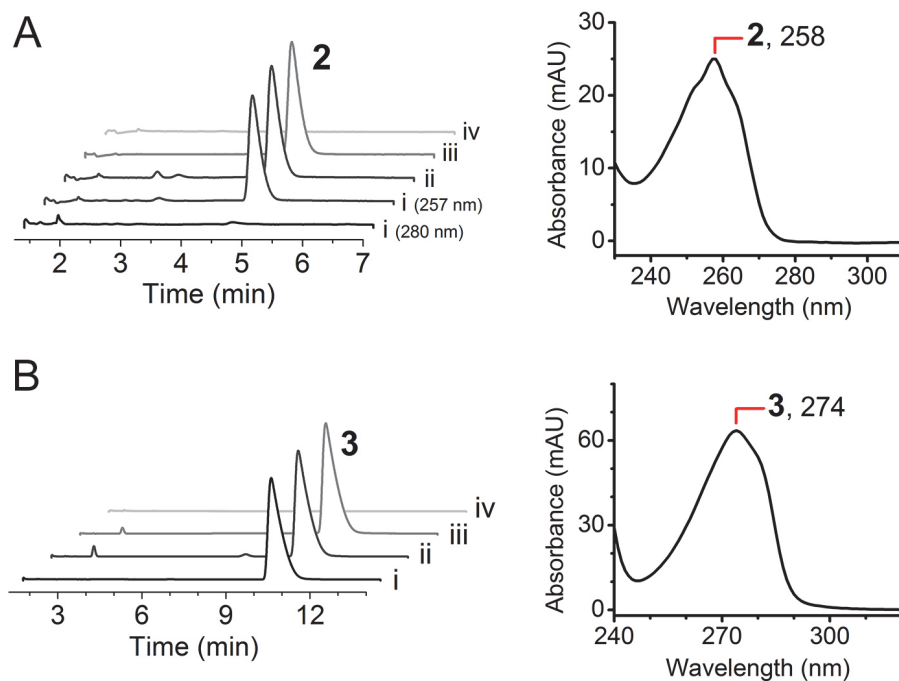 A
2
iv
iii
ii
i (257 nm)
i (280 nm)
2 3 4 5 6 7
Time (min)
Absorbance (mAU)
30
20
10
0
2, 258
240 260 280 300
Wavelength (nm)
B
3
iv
iii
ii
i
3 6 9 12
Time (min)
Absorbance (mAU)
60
30
0
3, 274
240 270 300
Wavelength (nm)